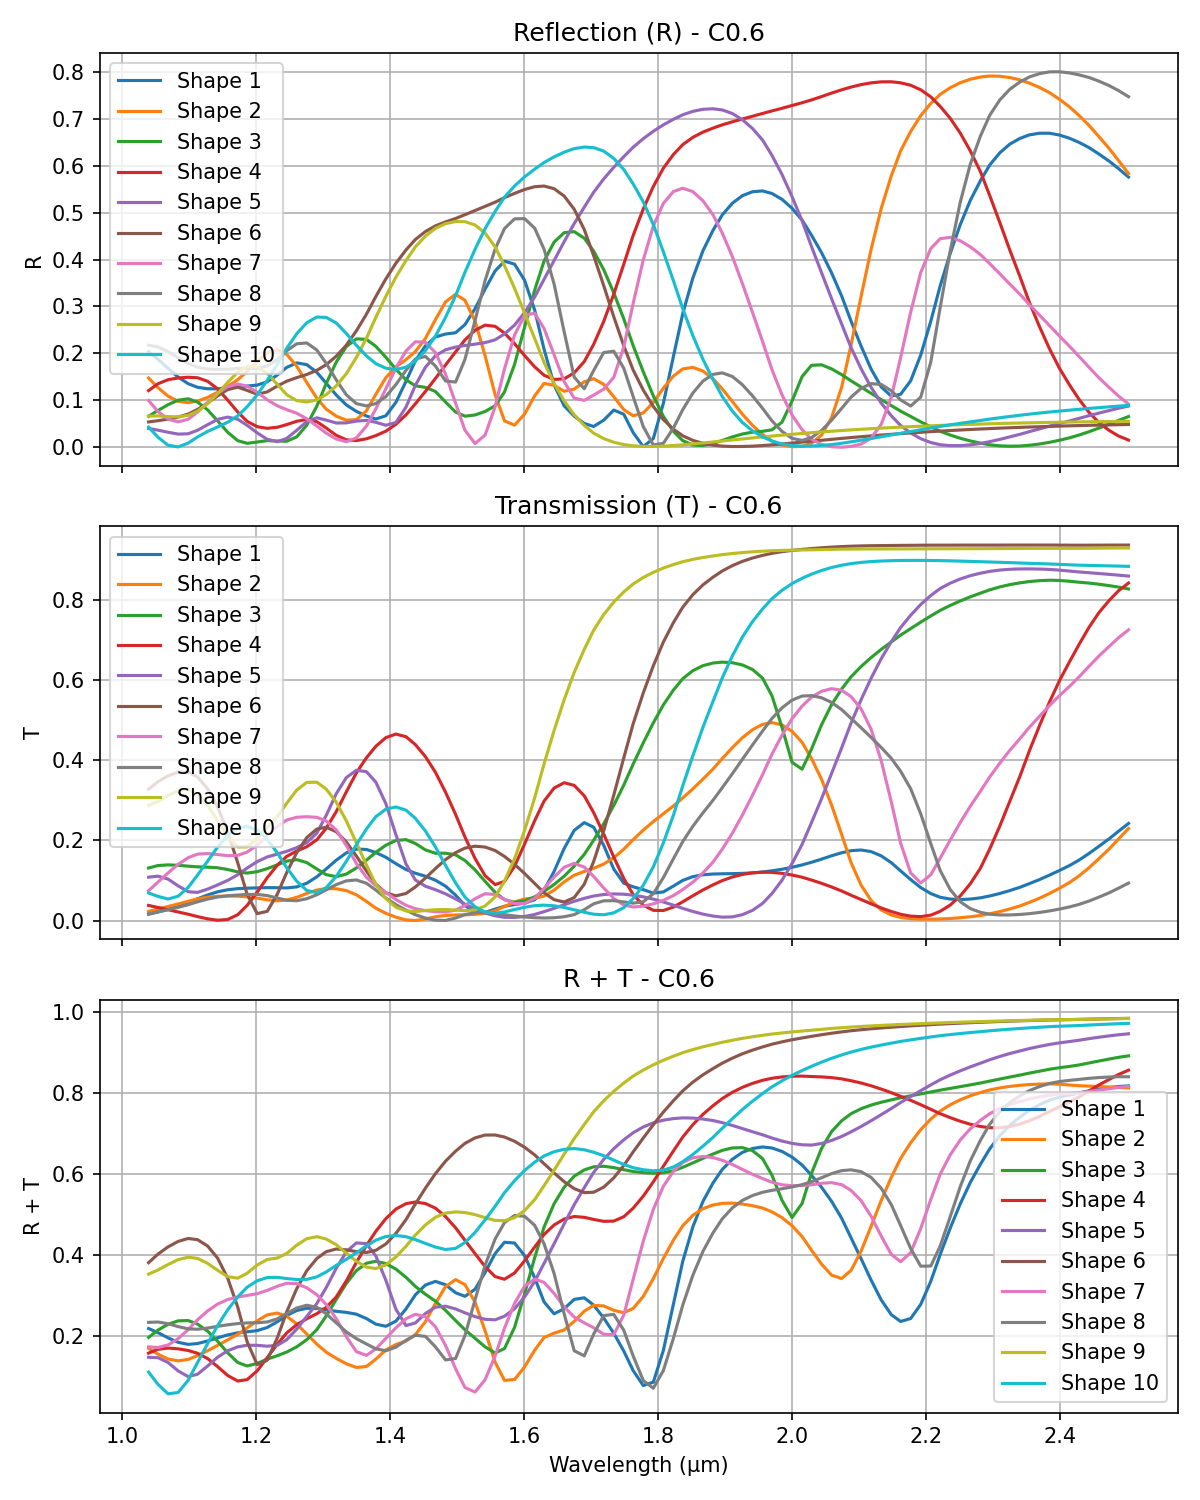 Reflection (R) - C0.6
R
0.8
0.7
0.6
0.5
0.4
0.3
0.2
0.1
0.0
Shape 1
Shape 2
Shape 3
Shape 4
Shape 5
Shape 6
Shape 7
Shape 8
Shape 9
Shape 10
Transmission (T) - C0.6
T
0.8
0.6
0.4
0.2
0.0
Shape 1
Shape 2
Shape 3
Shape 4
Shape 5
Shape 6
Shape 7
Shape 8
Shape 9
Shape 10
R + T - C0.6
R + T
1.0
0.8
0.6
0.4
0.2
Shape 1
Shape 2
Shape 3
Shape 4
Shape 5
Shape 6
Shape 7
Shape 8
Shape 9
Shape 10
1.0 1.2 1.4 1.6 1.8 2.0 2.2 2.4
Wavelength (μm)